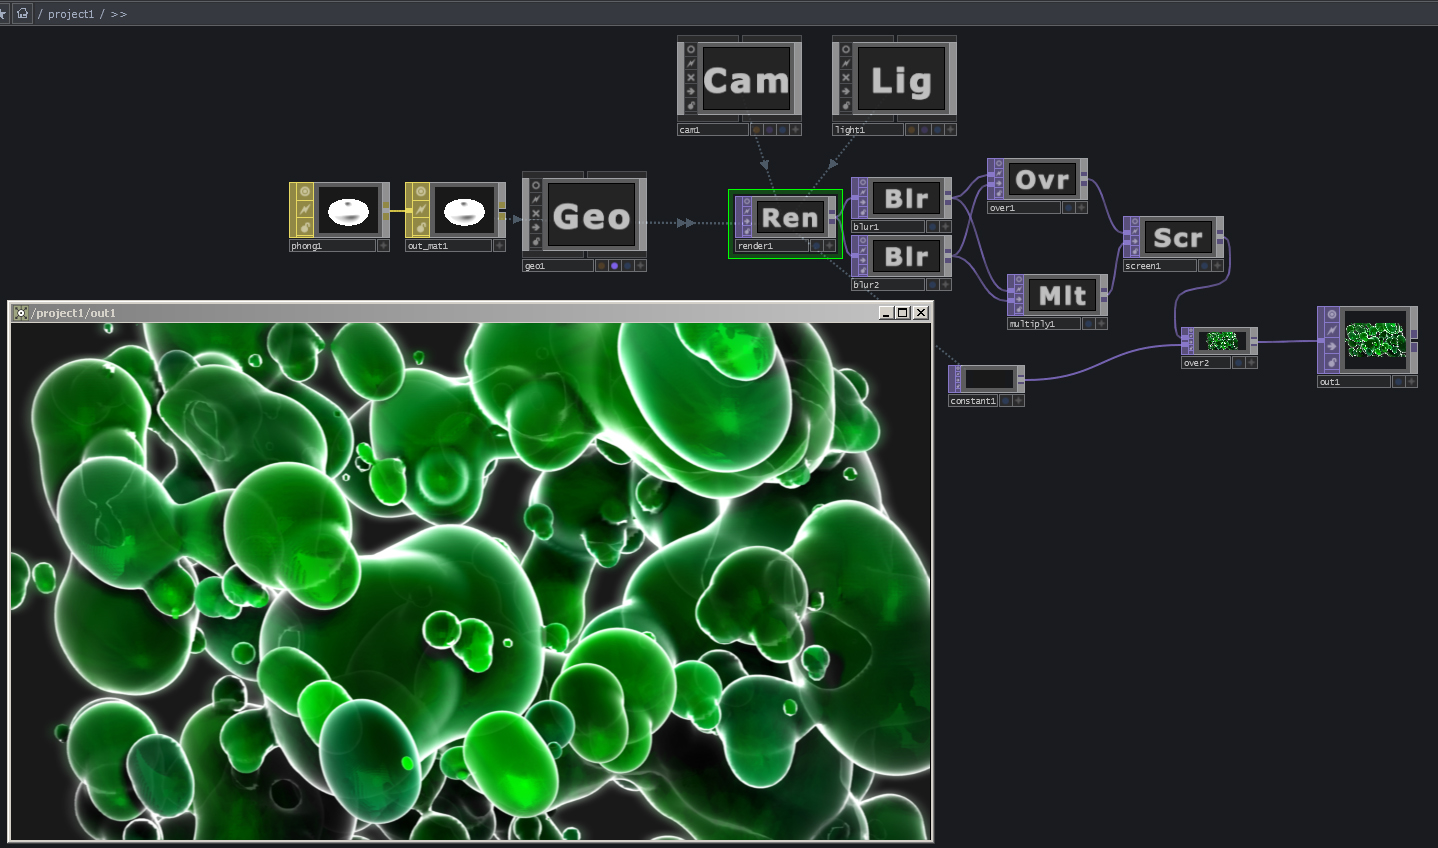 / project1 / >>
Cam
cam1
Lig
light1
phong1
out_mat1
Geo
geo1
Ren
render1
Blr
blur1
Blr
blur2
Ovr
over1
Mlt
multiply1
Scr
screen1
over2
constant1
out1
/project1/out1